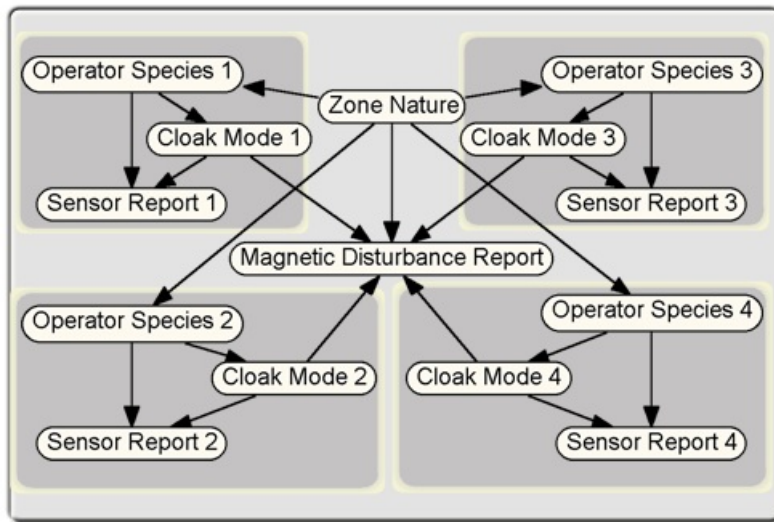 Operator Species 1
Operator Species 3
Zone Nature
Cloak Mode 1
Cloak Mode 3
Sensor Report 1
Sensor Report 3
Magnetic Disturbance Report
Operator Species 2
Operator Species 4
Cloak Mode 2
Cloak Mode 4
Sensor Report 2
Sensor Report 4